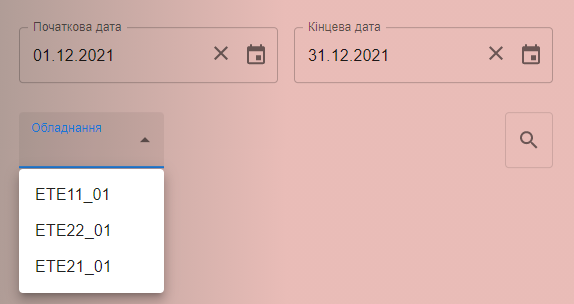 Початкова дата
Кінцева дата
01.12.2021
31.12.2021
Обладнання
ETE11_01
ETE22_01
ETE21_01